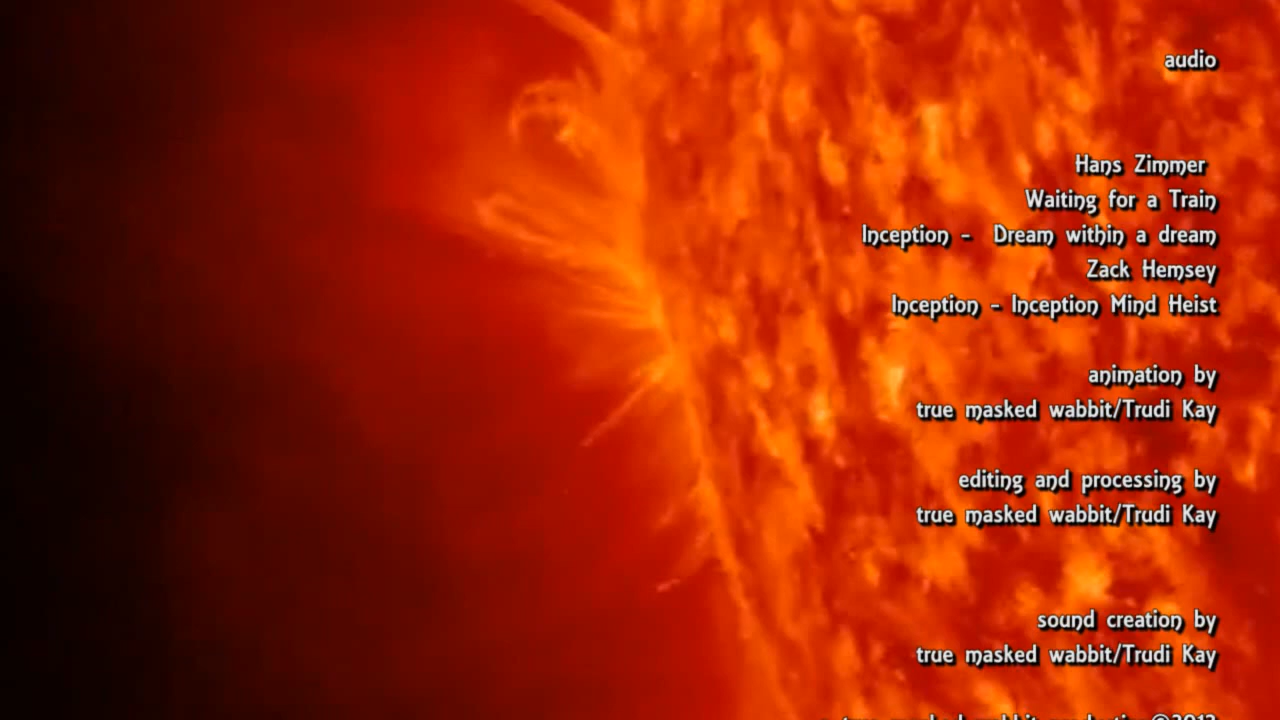 audio
Hans Zimmer
Waiting for a Train
Inception - Dream within a dream
Zack Hemsey
Inception - Inception Mind Heist
animation by
true masked wabbit/Trudi Kay
editing and processing by
true masked wabbit/Trudi Kay
sound creation by
true masked wabbit/Trudi Kay